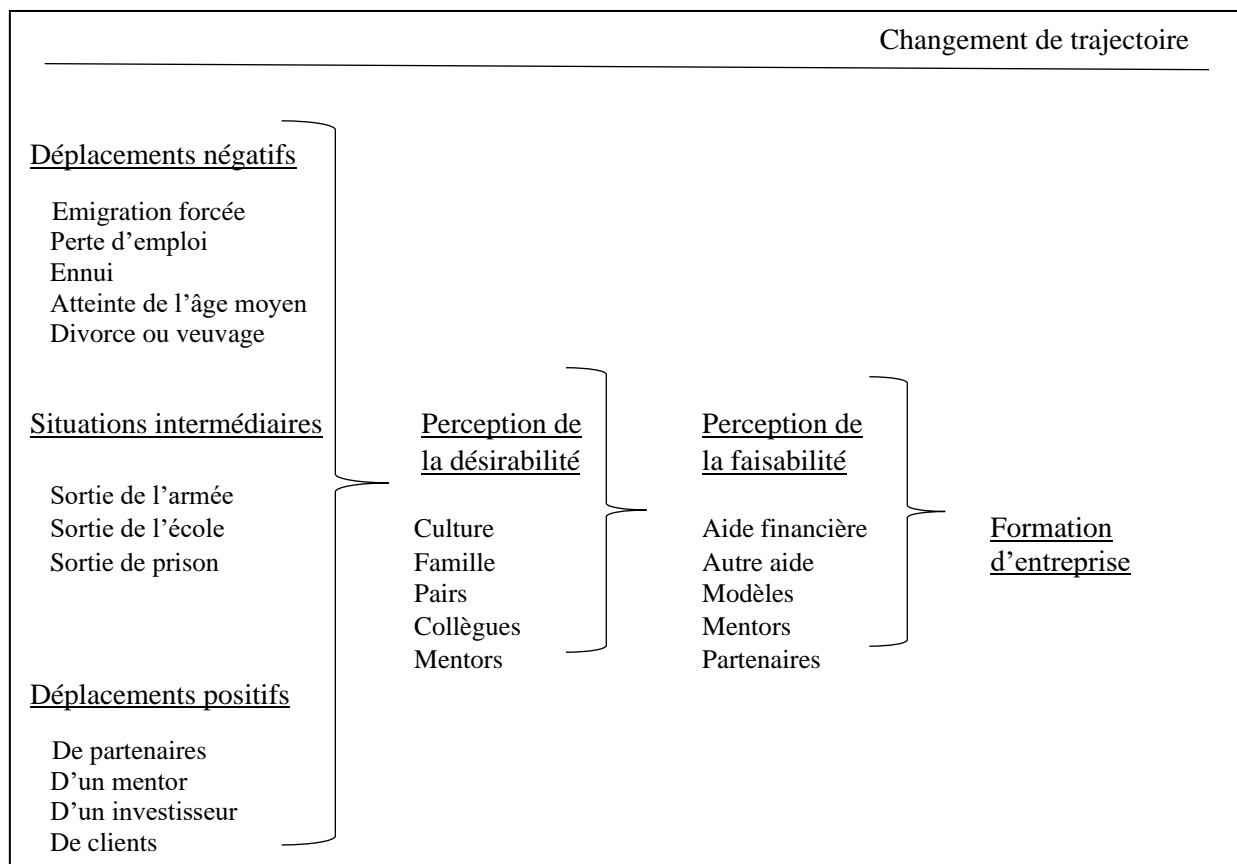 Changement de trajectoire
Déplacements négatifs
Emigration forcée
Perte d’emploi
Ennui
Atteinte de l’âge moyen
Divorce ou veuvage
Situations intermédiaires
Sortie de l’armée
Sortie de l’école
Sortie de prison
Déplacements positifs
De partenaires
D’un mentor
D’un investisseur
De clients
Perception de
la désirabilité
Culture
Famille
Pairs
Collègues
Mentors
Perception de
la faisabilité
Aide financière
Autre aide
Modèles
Mentors
Partenaires
Formation
d’entreprise